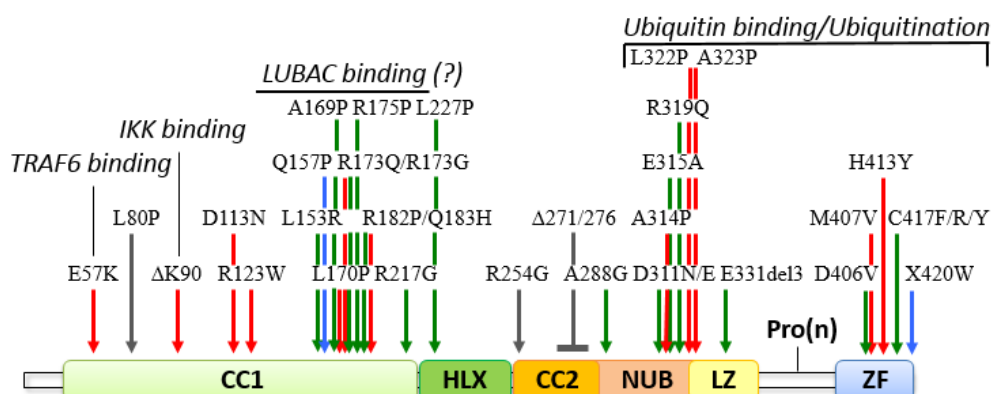 Ubiquitin binding/Ubiquitination
L322P A323P
LUBAC binding (?)
A169P R175P L227P
R319Q
IKK binding
TRAF6 binding
Q157P R173Q/R173G
E315A
H413Y
L80P
D113N
L153R
R182P/Q183H
Δ271/276
A314P
M407V
C417F/R/Y
E57K
ΔK90
R123W
L170P
R217G
R254G
A288G
D311N/E
E331del3
D406V
X420W
Pro(n)
CC1
HLX
CC2
NUB
LZ
ZF